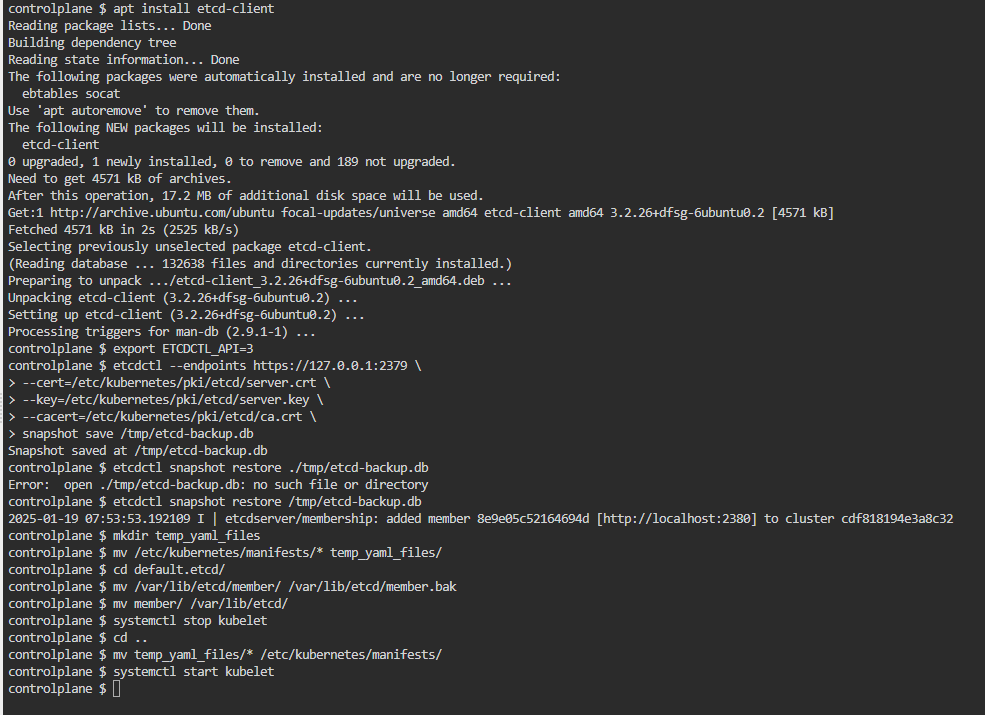 controlplane $ apt install etcd-client
Reading package lists... Done
Building dependency tree
Reading state information... Done
The following packages were automatically installed and are no longer required:
  ebtables socat
Use 'apt autoremove' to remove them.
The following NEW packages will be installed:
  etcd-client
0 upgraded, 1 newly installed, 0 to remove and 189 not upgraded.
Need to get 4571 kB of archives.
After this operation, 17.2 MB of additional disk space will be used.
Get:1 http://archive.ubuntu.com/ubuntu focal-updates/universe amd64 etcd-client amd64 3.2.26+dfsg-6ubuntu0.2 [4571 kB]
Fetched 4571 kB in 2s (2525 kB/s)
Selecting previously unselected package etcd-client.
(Reading database ... 132638 files and directories currently installed.)
Preparing to unpack .../etcd-client_3.2.26+dfsg-6ubuntu0.2_amd64.deb ...
Unpacking etcd-client (3.2.26+dfsg-6ubuntu0.2) ...
Setting up etcd-client (3.2.26+dfsg-6ubuntu0.2) ...
Processing triggers for man-db (2.9.1-1) ...
controlplane $ export ETCDCTL_API=3
controlplane $ etcdctl --endpoints https://127.0.0.1:2379 \
> --cert=/etc/kubernetes/pki/etcd/server.crt \
> --key=/etc/kubernetes/pki/etcd/server.key \
> --cacert=/etc/kubernetes/pki/etcd/ca.crt \
> snapshot save /tmp/etcd-backup.db
Snapshot saved at /tmp/etcd-backup.db
controlplane $ etcdctl snapshot restore ./tmp/etcd-backup.db
Error:  open ./tmp/etcd-backup.db: no such file or directory
controlplane $ etcdctl snapshot restore /tmp/etcd-backup.db
2025-01-19 07:53:53.192109 I | etcdserver/membership: added member 8e9e05c52164694d [http://localhost:2380] to cluster cdf818194e3a8c32
controlplane $ mkdir temp_yaml_files
controlplane $ mv /etc/kubernetes/manifests/* temp_yaml_files/
controlplane $ cd default.etcd/
controlplane $ mv /var/lib/etcd/member/ /var/lib/etcd/member.bak
controlplane $ mv member/ /var/lib/etcd/
controlplane $ systemctl stop kubelet
controlplane $ cd ..
controlplane $ mv temp_yaml_files/* /etc/kubernetes/manifests/
controlplane $ systemctl start kubelet
controlplane $